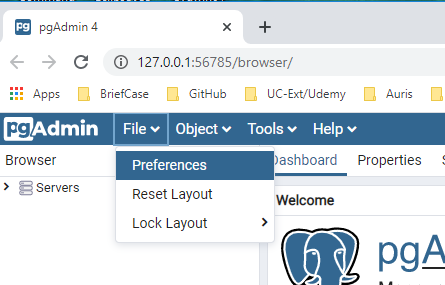 pgAdmin 4
127.0.0.1:56785/browser/
Apps BriefCase GitHub UC-Ext/Udemy Auris
pgAdmin File Object Tools Help
Browser Preferences Dashboard Properties
Servers Reset Layout Welcome
Lock Layout
pgA